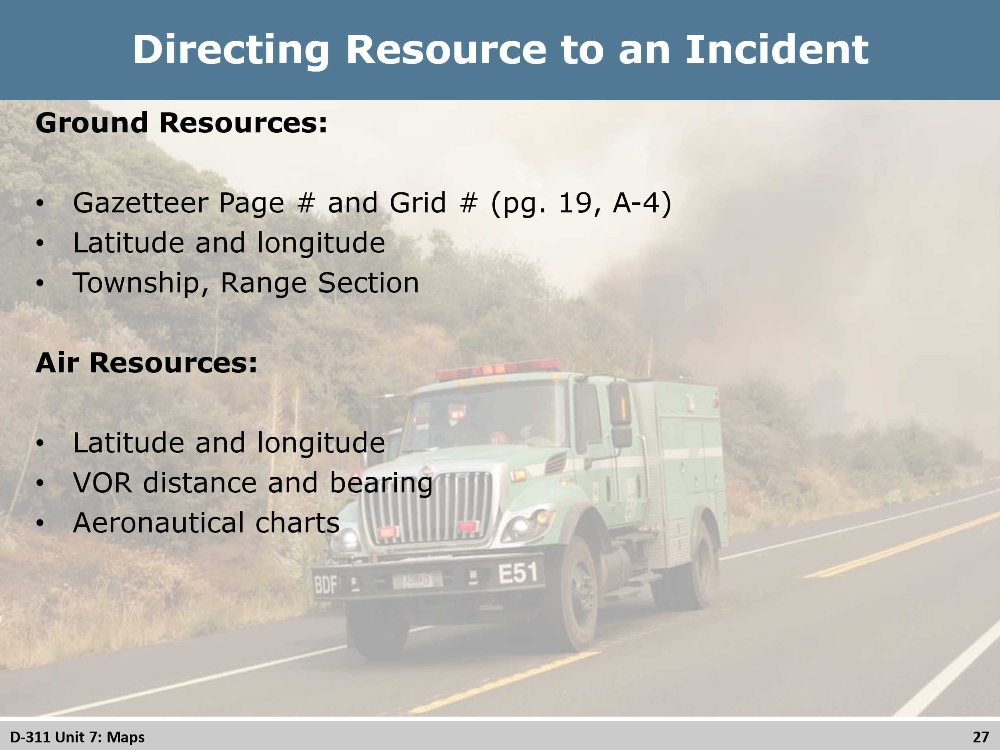 Directing Resource to an Incident
Ground Resources:
• Gazetteer Page # and Grid # (pg. 19, A-4)
• Latitude and longitude
• Township, Range Section
Air Resources:
• Latitude and longitude
• VOR distance and bearing
• Aeronautical charts
BDF
E51
D-311 Unit 7: Maps
27